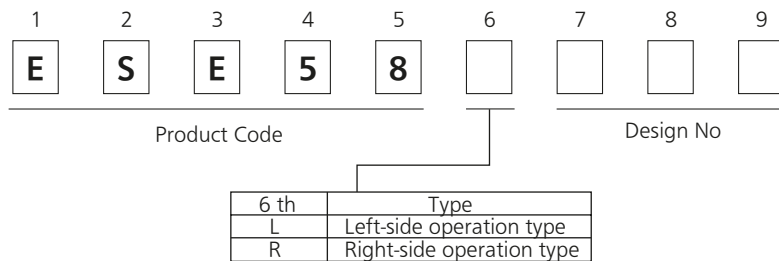 1 2 3 4 5 6 7 8 9
E S E 5 8
Product Code Design No
6 th Type
L Left-side operation type
R Right-side operation type